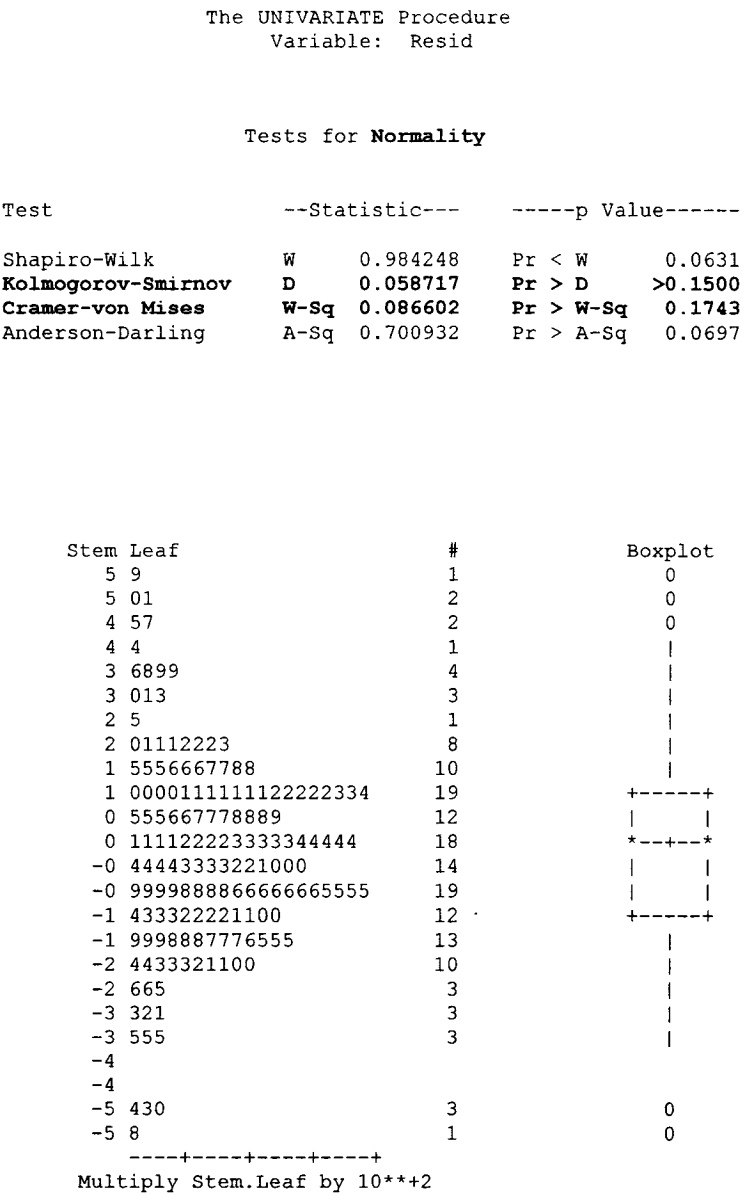 The UNIVARIATE Procedure
Variable: Resid
Tests for Normality
Test --Statistic--- -----p Value------
Shapiro-Wilk W 0.984248 Pr < W 0.0631
Kolmogorov-Smirnov D 0.058717 Pr > D >0.1500
Cramer-von Mises W-Sq 0.086602 Pr > W-Sq 0.1743
Anderson-Darling A-Sq 0.700932 Pr > A-Sq 0.0697
Stem Leaf # Boxplot
5 9 1 0
5 01 2 0
4 57 2 0
4 4 1 |
3 6899 4 |
3 013 3 |
2 5 1 |
2 01112223 8 |
1 5556667788 10 |
1 0000111111122222334 19 +-----+
0 555667778889 12 | |
0 111122223333344444 18 *--+--*
-0 44443333221000 14 | |
-0 9999888866666665555 19 | |
-1 433322221100 12 +-----+
-1 9998887776555 13 |
-2 4433321100 10 |
-2 665 3 |
-3 321 3 |
-3 555 3 |
-4
-4
-5 430 3 0
-5 8 1 0
----+----+----+----+
Multiply Stem.Leaf by 10**+2